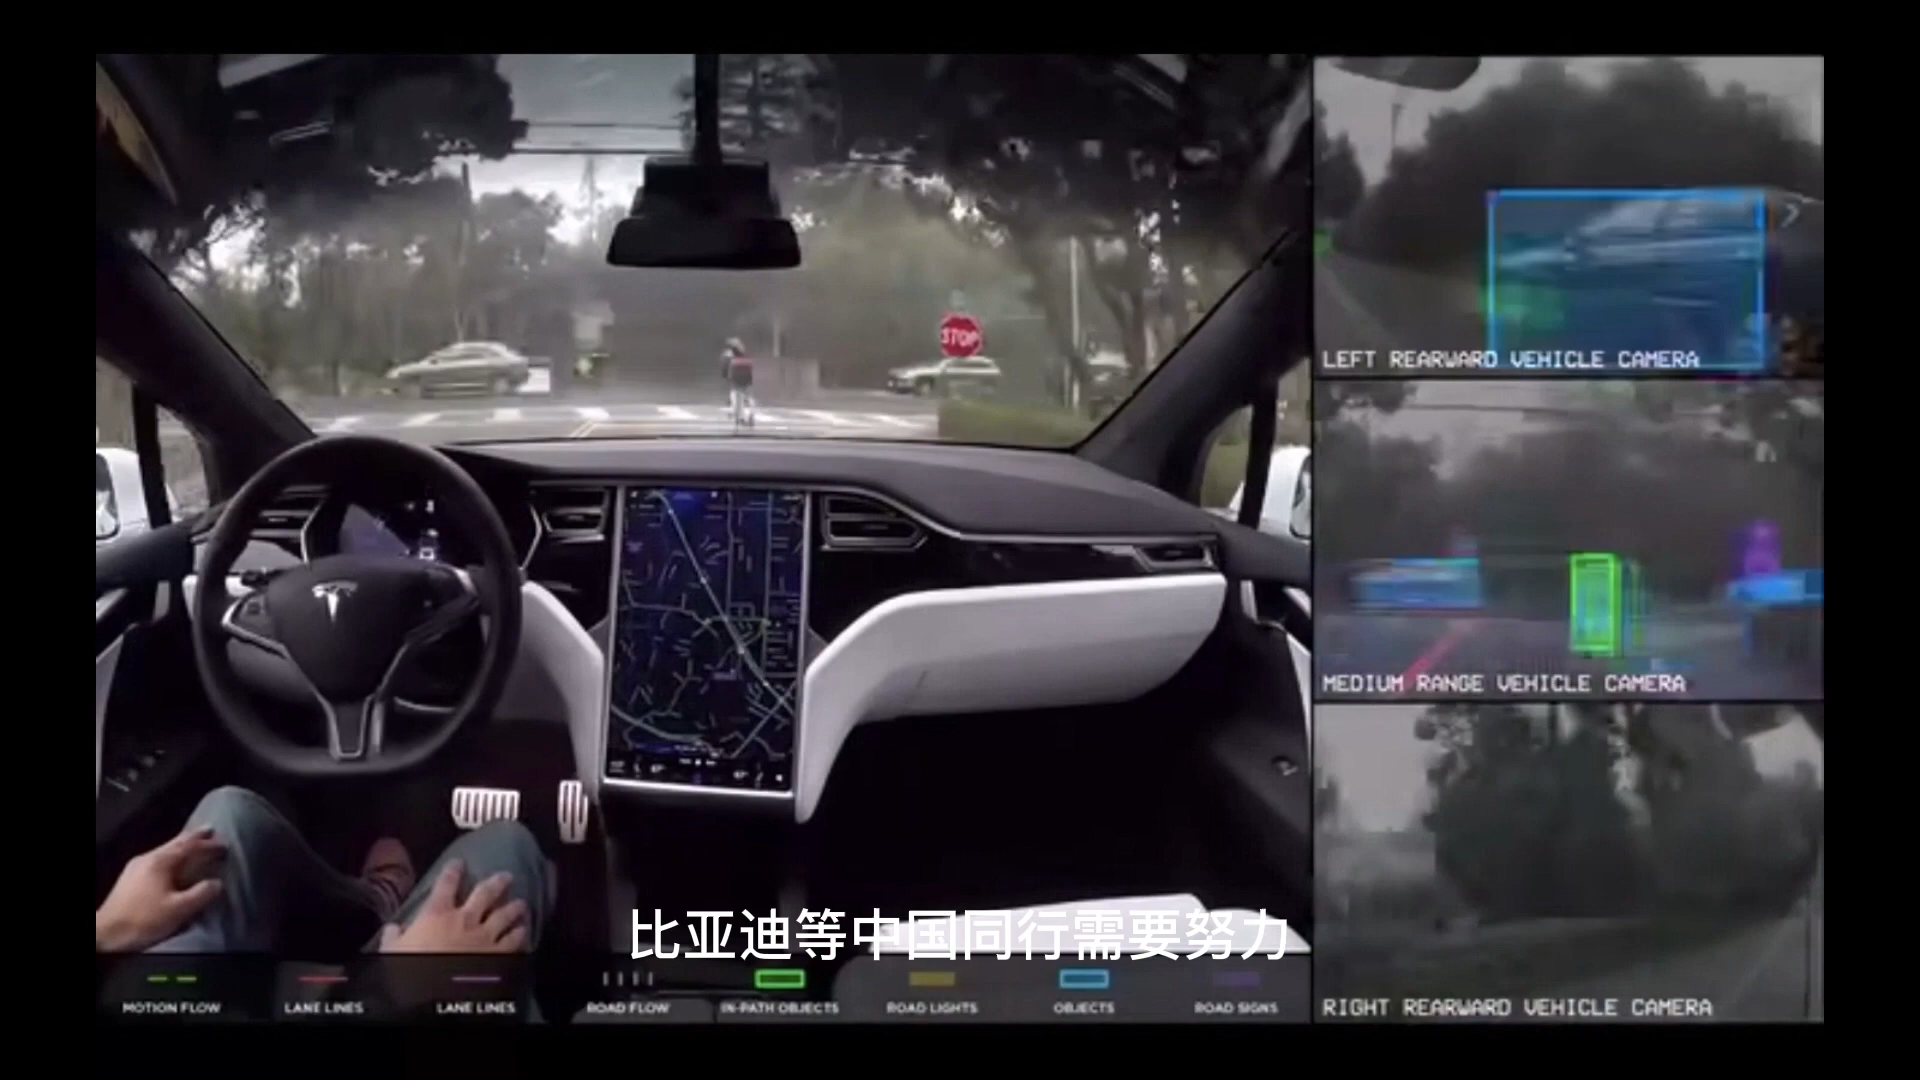 STOP
LEFT REARWARD VEHICLE CAMERA
MEDIUM RANGE VEHICLE CAMERA
比亚迪等中国同行需要努力
MOTION FLOW
LANE LINES
LANE LINES
ROAD FLOW
IN-PATH OBJECTS
ROAD LIGHTS
OBJECTS
ROAD SIGNS
RIGHT REARWARD VEHICLE CAMERA